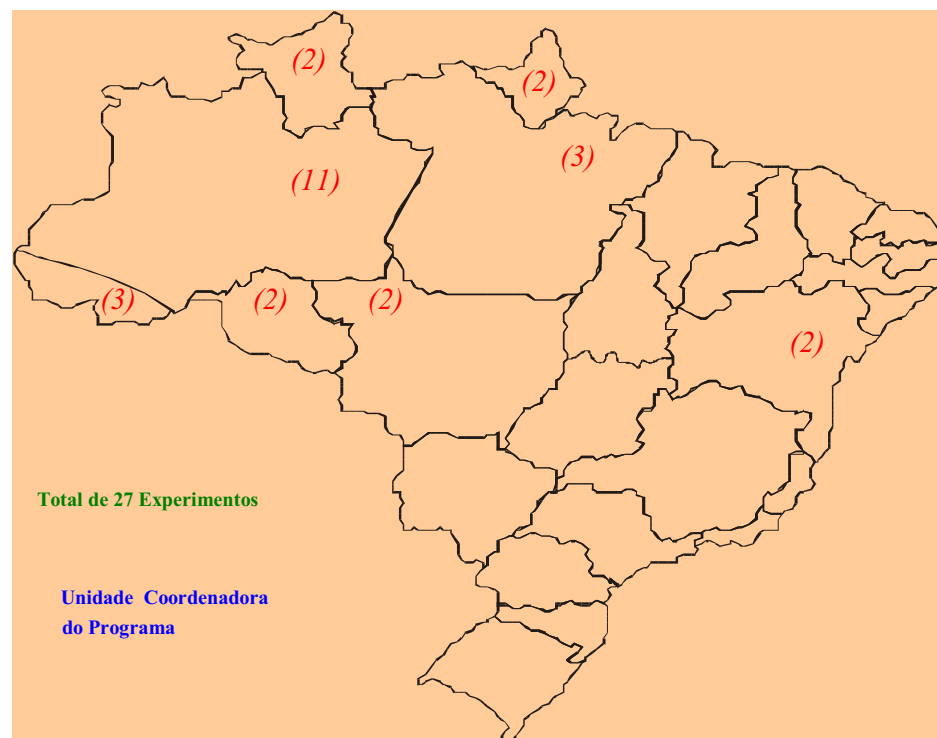 (2)
(2)
(3)
(11)
(3)
(2)
(2)
(2)
Total de 27 Experimentos
Unidade Coordenadora
do Programa